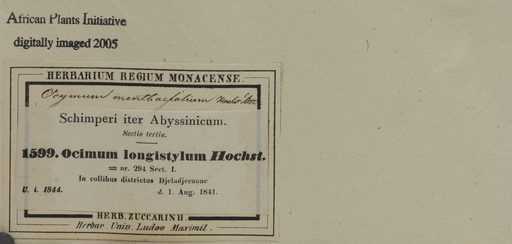 African Plants Initiative
digitally imaged 2005
HERBARIUM REGIUM MONACENSE.
Ocymum menthaefolium Hochst.
Schimperi iter Abyssinicum.
Sectio tertia.
1599. Ocimum longistylum Hochst.
= nr. 294 Sect. I.
In collibus districtus Djeladjeranne
U. i. 1844. d. 1. Aug. 1841.
HERB. ZUCCARINII.
Herbar. Univ. Ludov. Maximil.